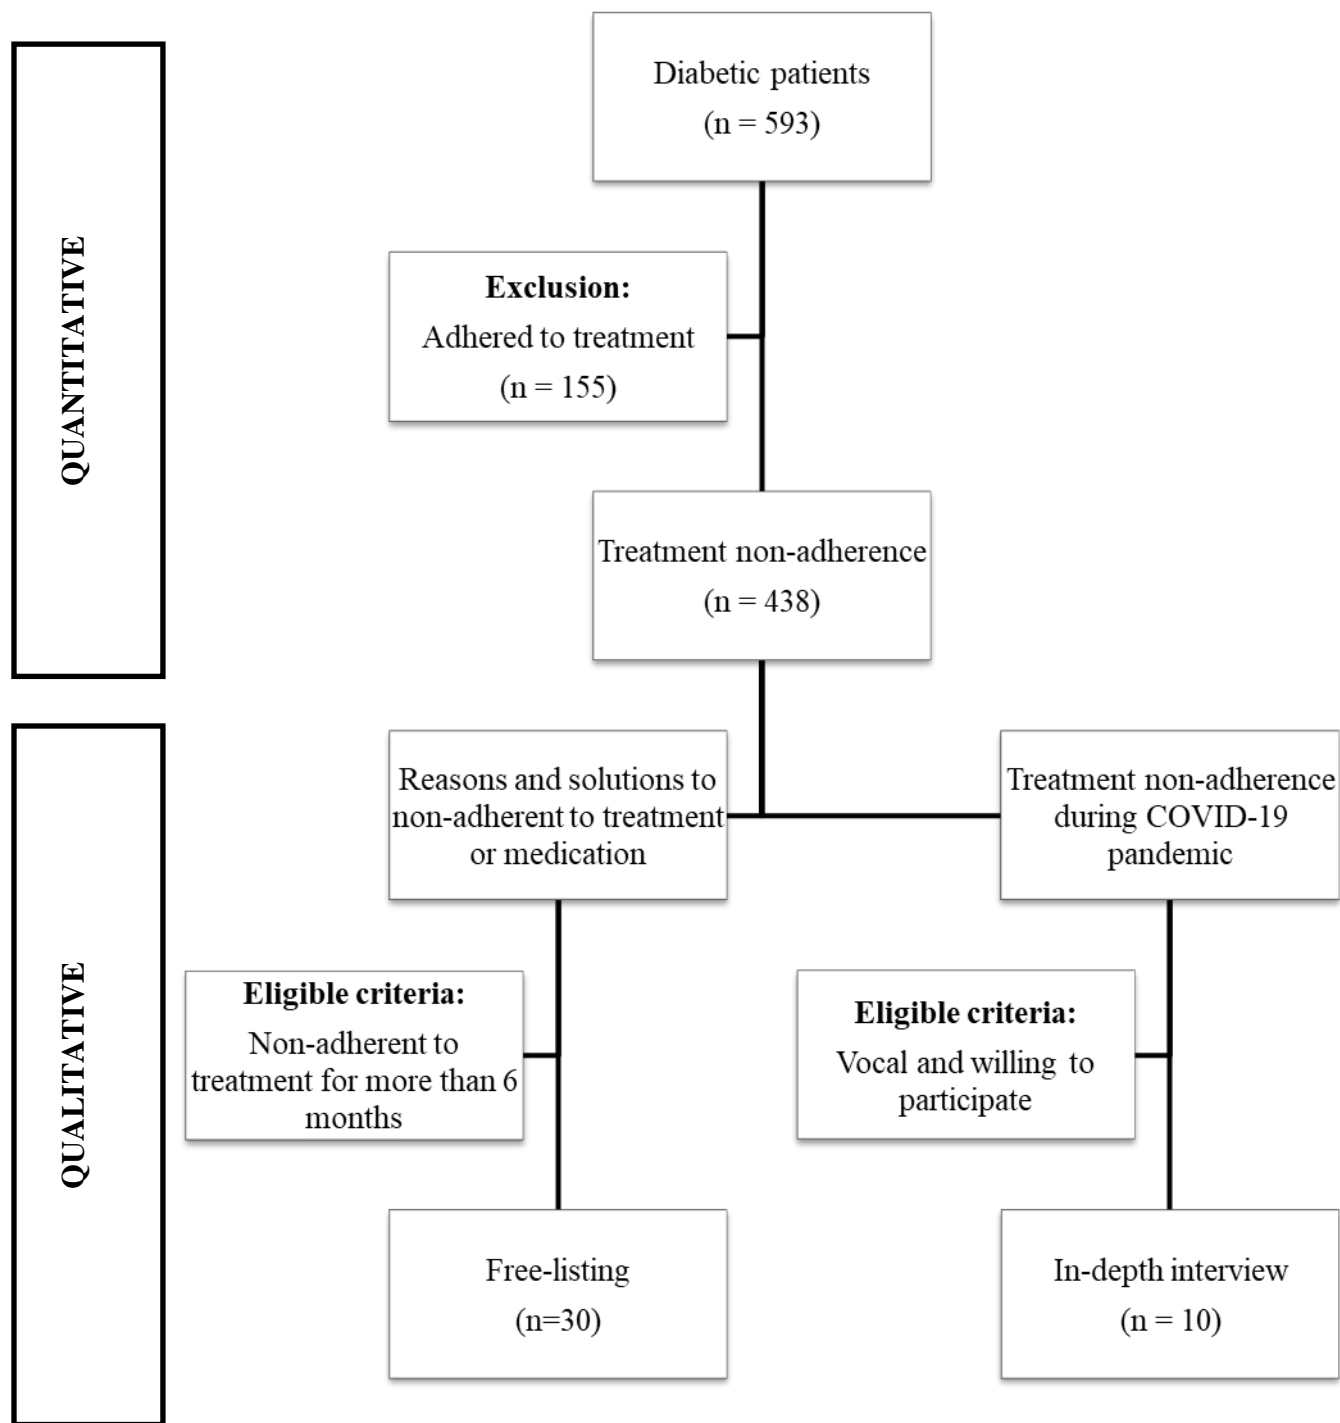 QUANTITATIVE
Diabetic patients
(n = 593)
Exclusion:
Adhered to treatment
(n = 155)
Treatment non-adherence
(n = 438)
QUALITATIVE
Reasons and solutions to
non-adherent to treatment
or medication
Treatment non-adherence
during COVID-19
pandemic
Eligible criteria:
Non-adherent to
treatment for more than 6
months
Eligible criteria:
Vocal and willing to
participate
Free-listing
(n=30)
In-depth interview
(n = 10)